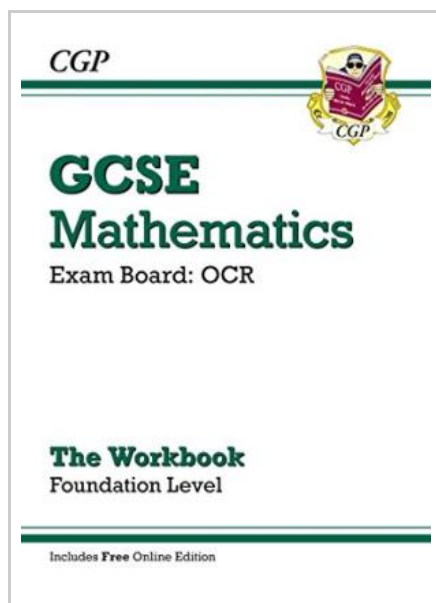 CGP
CGP
GCSE
Mathematics
Exam Board: OCR
The Workbook
Foundation Level
Includes Free Online Edition